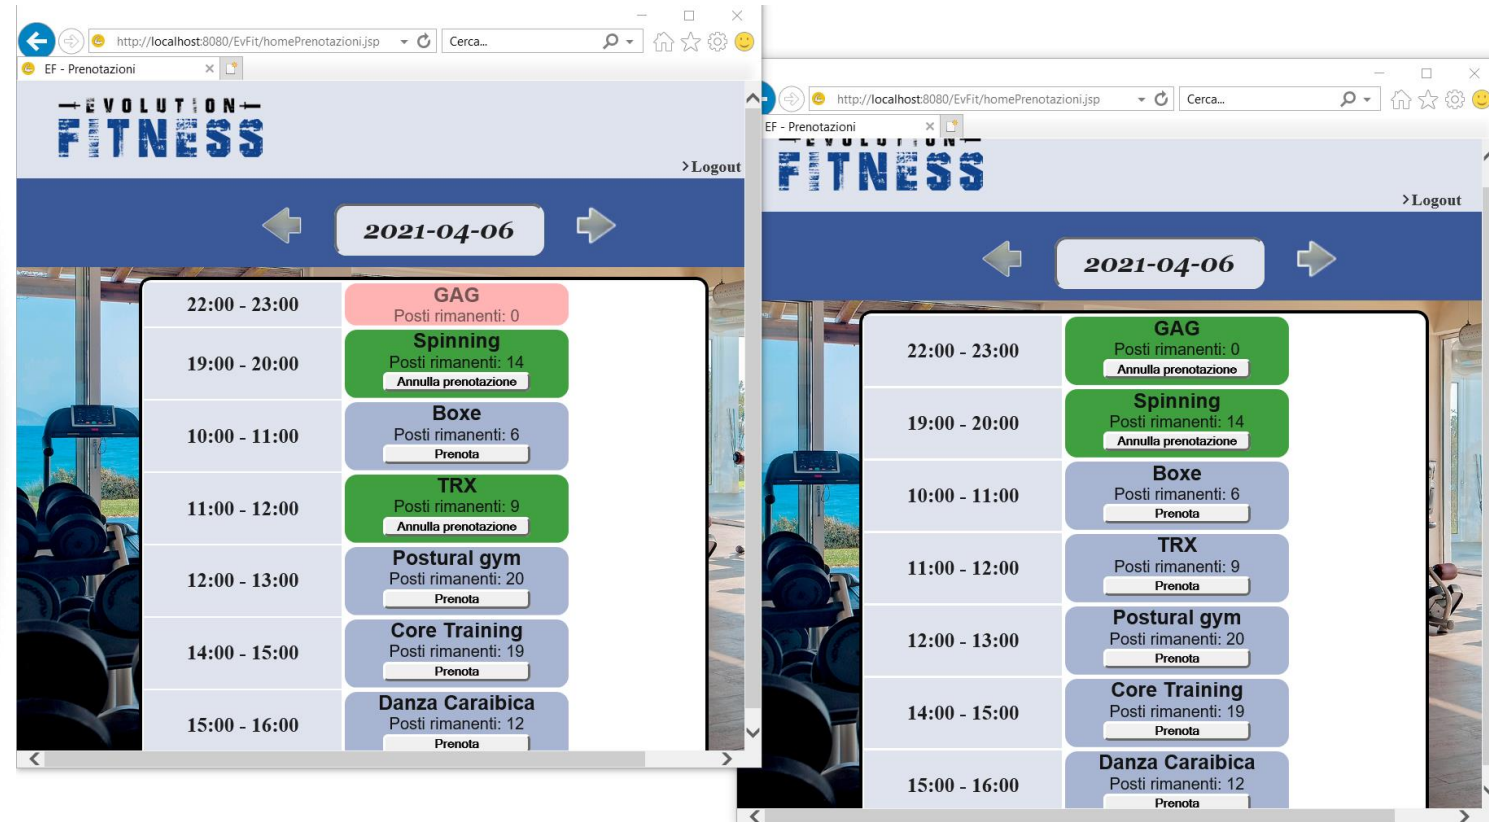 http://localhost:8080/EvFit/homePrenotazioni.jsp
Cerca...
EF - Prenotazioni
EVOLUTION
FITNESS
>Logout
2021-04-06
22:00 - 23:00
GAG
Posti rimanenti: 0
19:00 - 20:00
Spinning
Posti rimanenti: 14
Annulla prenotazione
10:00 - 11:00
Boxe
Posti rimanenti: 6
Prenota
11:00 - 12:00
TRX
Posti rimanenti: 9
Annulla prenotazione
12:00 - 13:00
Postural gym
Posti rimanenti: 20
Prenota
14:00 - 15:00
Core Training
Posti rimanenti: 19
Prenota
15:00 - 16:00
Danza Caraibica
Posti rimanenti: 12
Prenota
http://localhost:8080/EvFit/homePrenotazioni.jsp
Cerca...
EF - Prenotazioni
EVOLUTION
FITNESS
>Logout
2021-04-06
22:00 - 23:00
GAG
Posti rimanenti: 0
Annulla prenotazione
19:00 - 20:00
Spinning
Posti rimanenti: 14
Annulla prenotazione
10:00 - 11:00
Boxe
Posti rimanenti: 6
Prenota
11:00 - 12:00
TRX
Posti rimanenti: 9
Prenota
12:00 - 13:00
Postural gym
Posti rimanenti: 20
Prenota
14:00 - 15:00
Core Training
Posti rimanenti: 19
Prenota
15:00 - 16:00
Danza Caraibica
Posti rimanenti: 12
Prenota